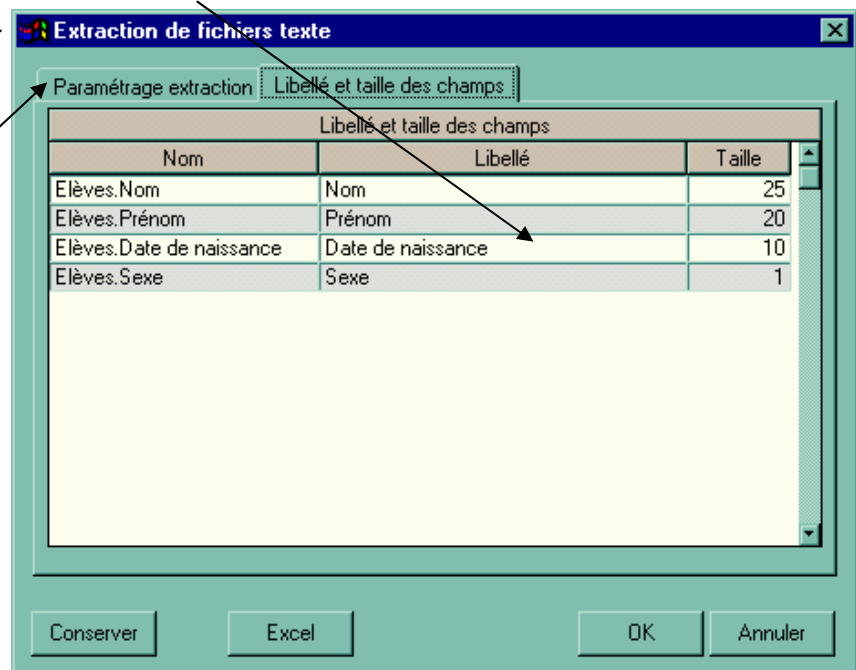 Extraction de fichiers texte
Paramétrage extraction Libellé et taille des champs
Libellé et taille des champs
Nom Libellé Taille
Elèves.Nom Nom 25
Elèves.Prénom Prénom 20
Elèves.Date de naissance Date de naissance 10
Elèves.Sexe Sexe 1
Conserver Excel OK Annuler